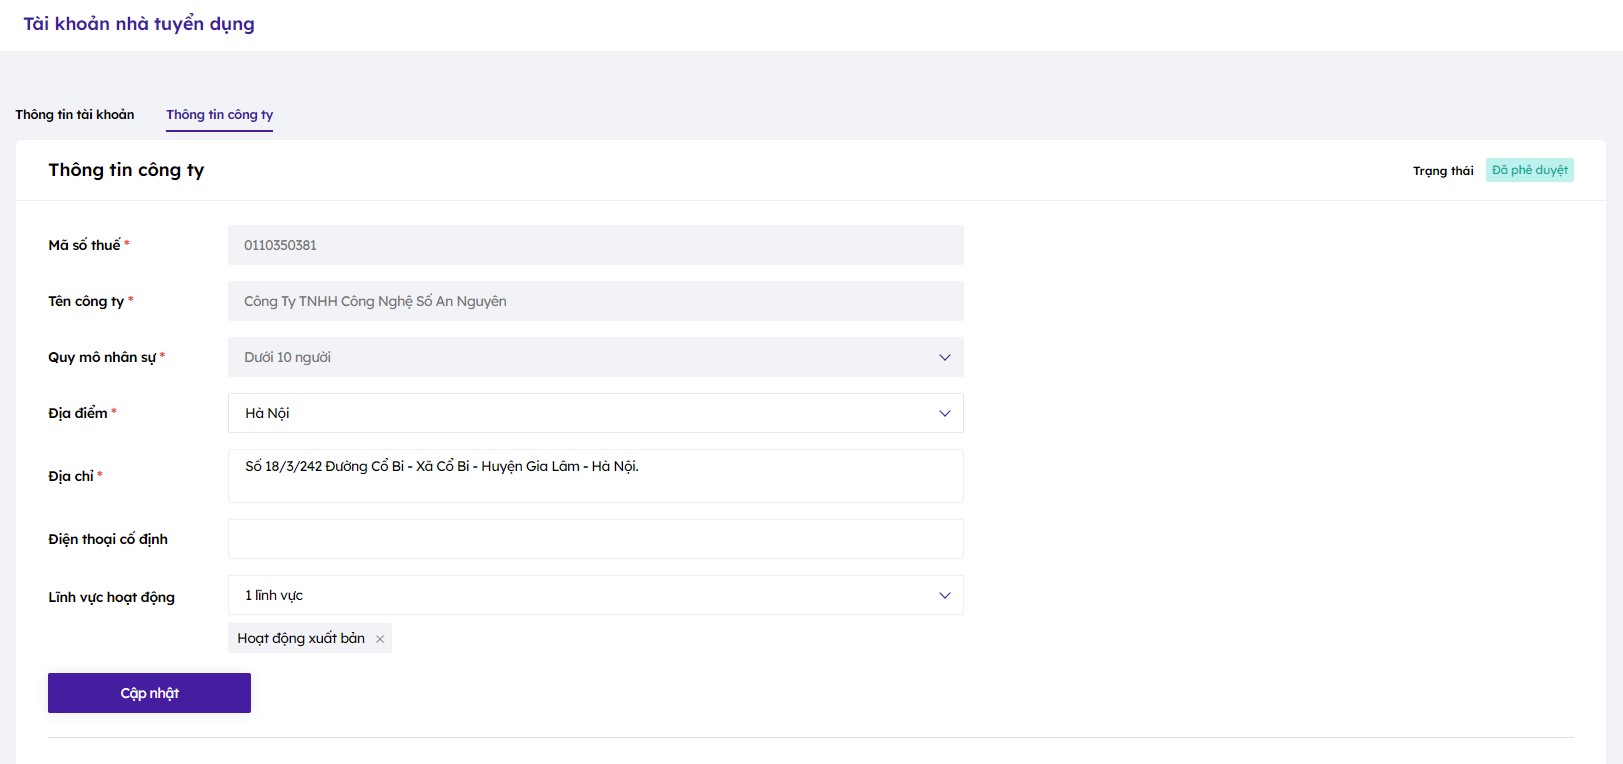 Tài khoản nhà tuyển dụng
Thông tin tài khoản Thông tin công ty
Thông tin công ty Trạng thái Đã phê duyệt
Mã số thuế * 0110350381
Tên công ty * Công Ty TNHH Công Nghệ Số An Nguyên
Quy mô nhân sự * Dưới 10 người
Địa điểm * Hà Nội
Địa chỉ * Số 18/3/242 Đường Cổ Bi - Xã Cổ Bi - Huyện Gia Lâm - Hà Nội.
Điện thoại cố định
Lĩnh vực hoạt động 1 lĩnh vực
Hoạt động xuất bản ×
Cập nhật